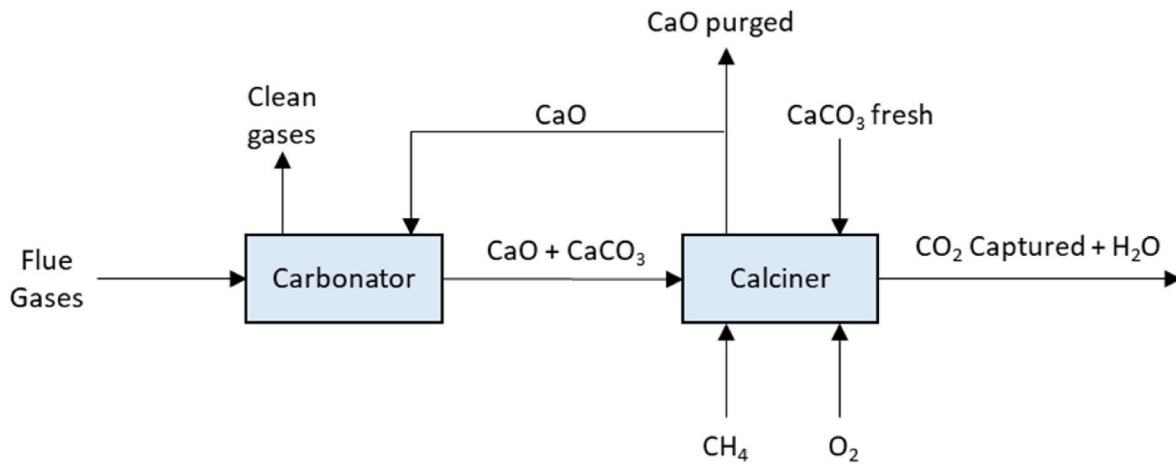 CaO purged
Clean
gases
CaO
CaCO₃ fresh
Flue
Gases
Carbonator
CaO + CaCO₃
Calciner
CO₂ Captured + H₂O
CH₄
O₂